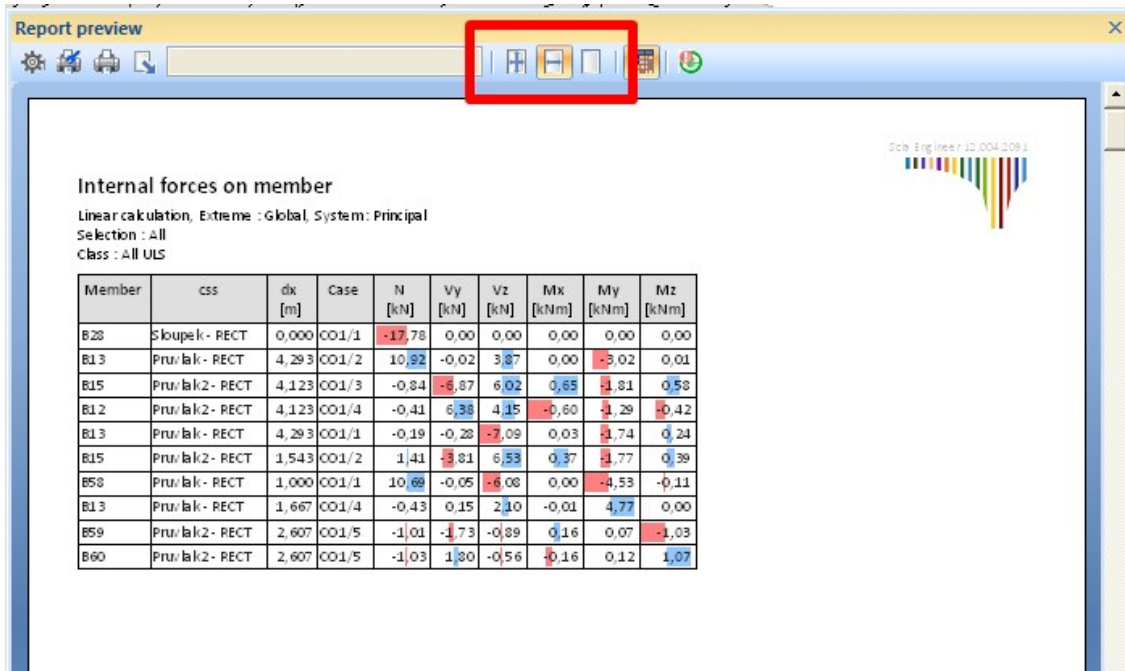 Report preview
Scia Engineer 12.004.2091
Internal forces on member
Linear calculation, Extreme : Global, System : Principal
Selection : All
Class : All ULS
Member css dx [m] Case N [kN] Vy [kN] Vz [kN] Mx [kNm] My [kNm] Mz [kNm]
B28 Sloupek - RECT 0,000 CO1/1 -17,78 0,00 0,00 0,00 0,00 0,00
B13 Pruvlak - RECT 4,293 CO1/2 10,92 -0,02 3,87 0,00 -3,02 0,01
B15 Pruvlak2 - RECT 4,123 CO1/3 -0,84 -6,87 6,02 0,65 -1,81 0,58
B12 Pruvlak2 - RECT 4,123 CO1/4 -0,41 6,38 4,15 -0,60 -1,29 -0,42
B13 Pruvlak - RECT 4,293 CO1/1 -0,19 -0,28 -7,09 0,03 -1,74 0,24
B15 Pruvlak2 - RECT 1,543 CO1/2 1,41 -3,81 6,53 0,37 -1,77 0,39
B58 Pruvlak - RECT 1,000 CO1/1 10,69 -0,05 -6,08 0,00 -4,53 -0,11
B13 Pruvlak - RECT 1,667 CO1/4 -0,43 0,15 2,10 -0,01 4,77 0,00
B59 Pruvlak2 - RECT 2,607 CO1/5 -1,01 -1,73 -0,89 0,16 0,07 -1,03
B60 Pruvlak2 - RECT 2,607 CO1/5 -1,03 1,80 -0,56 -0,16 0,12 1,07